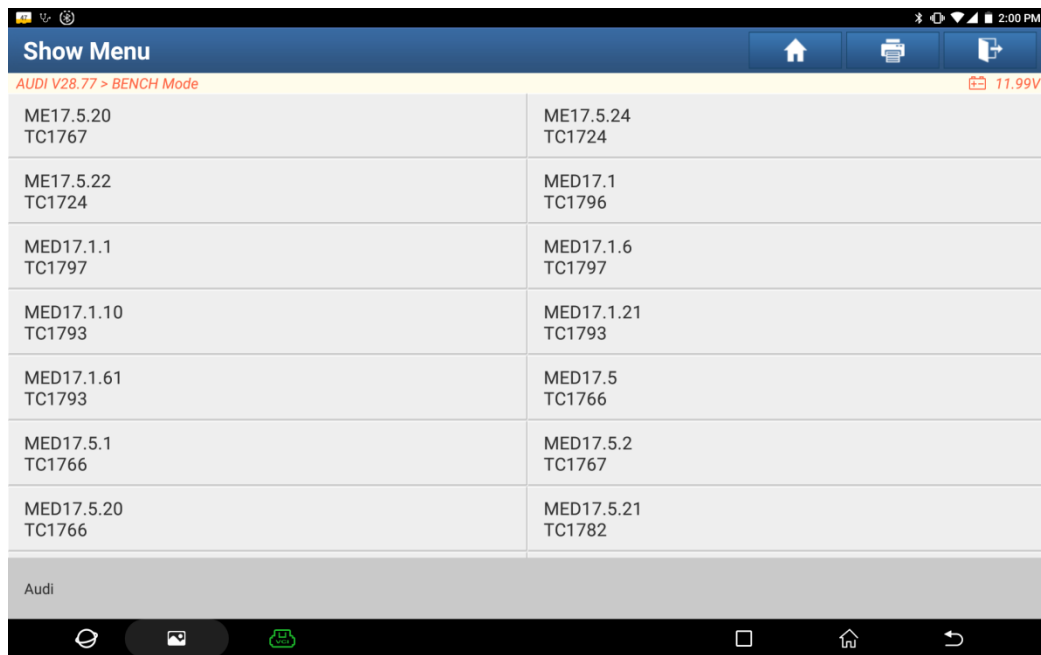 2:00 PM
Show Menu
AUDI V28.77 > BENCH Mode
11.99V
ME17.5.20
TC1767
ME17.5.24
TC1724
ME17.5.22
TC1724
MED17.1
TC1796
MED17.1.1
TC1797
MED17.1.6
TC1797
MED17.1.10
TC1793
MED17.1.21
TC1793
MED17.1.61
TC1793
MED17.5
TC1766
MED17.5.1
TC1766
MED17.5.2
TC1767
MED17.5.20
TC1766
MED17.5.21
TC1782
Audi
VCI